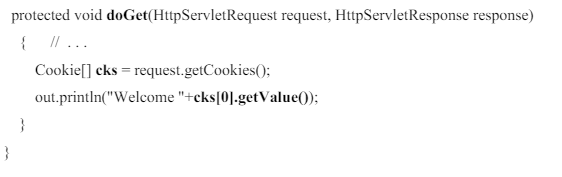 protected void doGet(HttpServletRequest request, HttpServletResponse response)
{ // ...
Cookie[] cks = request.getCookies();
out.println("Welcome "+cks[0].getValue());
}
}